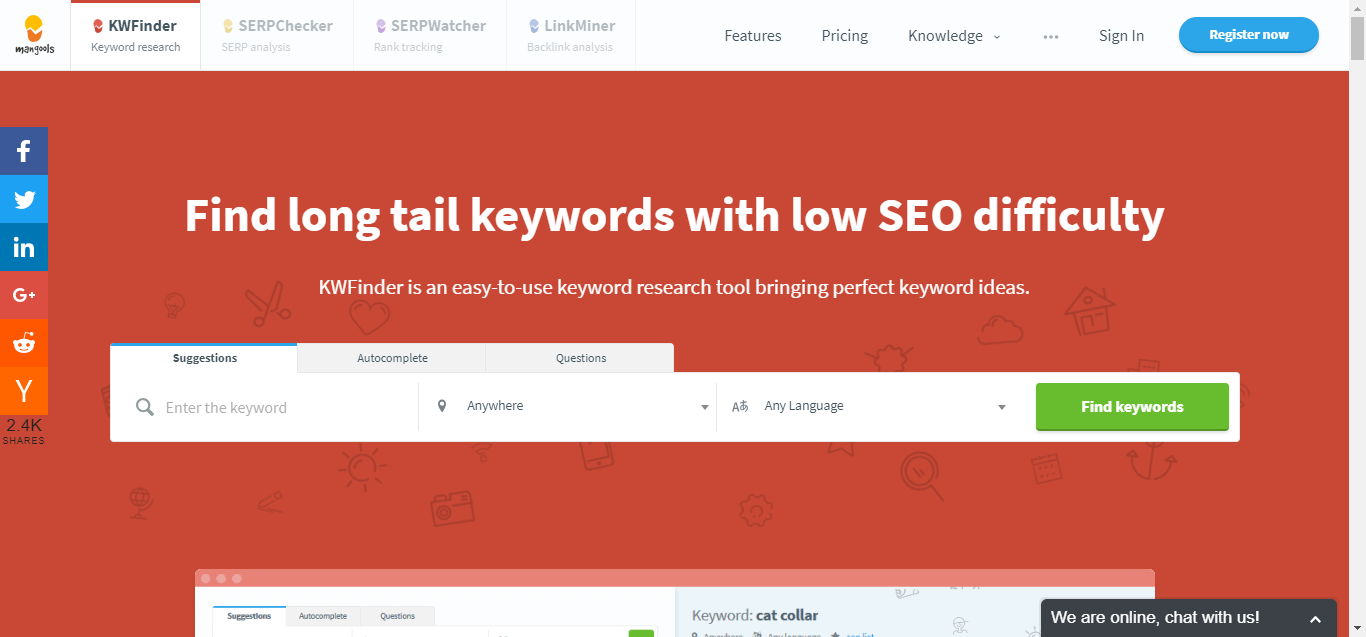 mangools
KWFinder
Keyword research
SERPChecker
SERP analysis
SERPWatcher
Rank tracking
LinkMiner
Backlink analysis
Features
Pricing
Knowledge
Sign In
Register now
Find long tail keywords with low SEO difficulty
KWFinder is an easy-to-use keyword research tool bringing perfect keyword ideas.
Suggestions
Autocomplete
Questions
Enter the keyword
Anywhere
Aあ
Any Language
Find keywords
f
in
G+
Y
2.4K
SHARES
Suggestions
Autocomplete
Questions
Keyword: cat collar
Anywhere
Any language
We are online, chat with us!